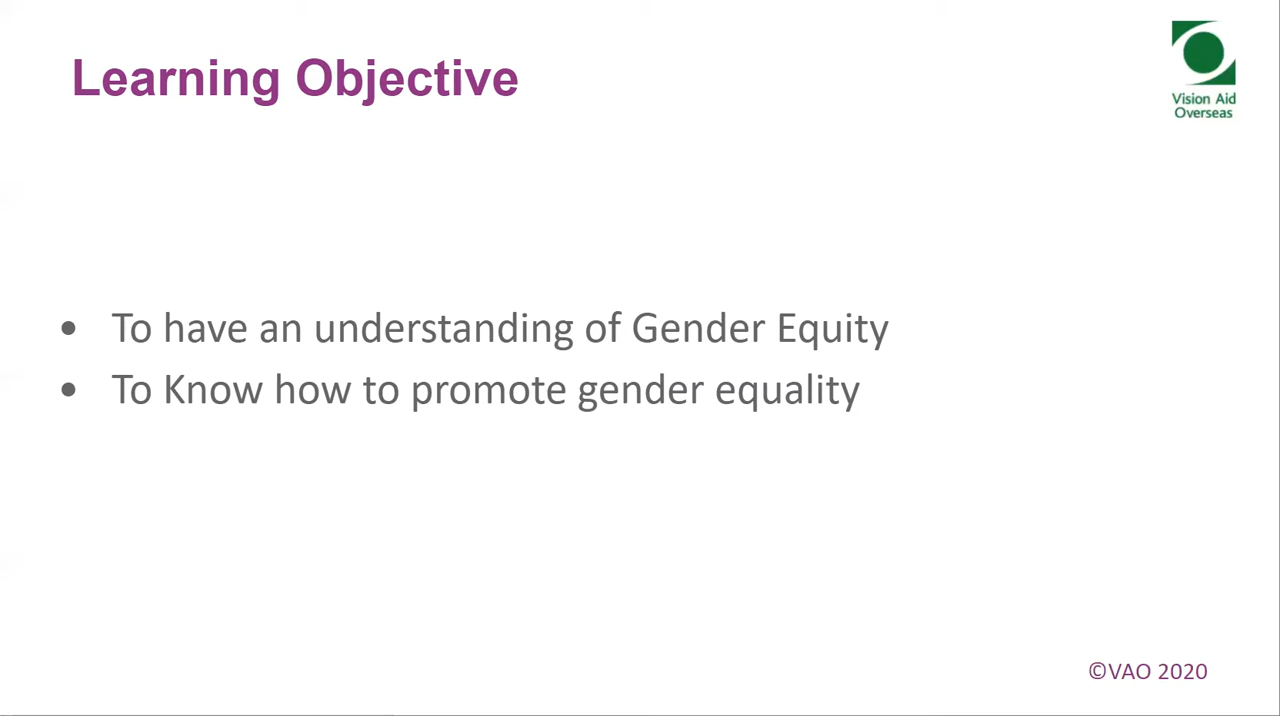 Learning Objective
Vision Aid
Overseas
• To have an understanding of Gender Equity
• To Know how to promote gender equality
©VAO 2020